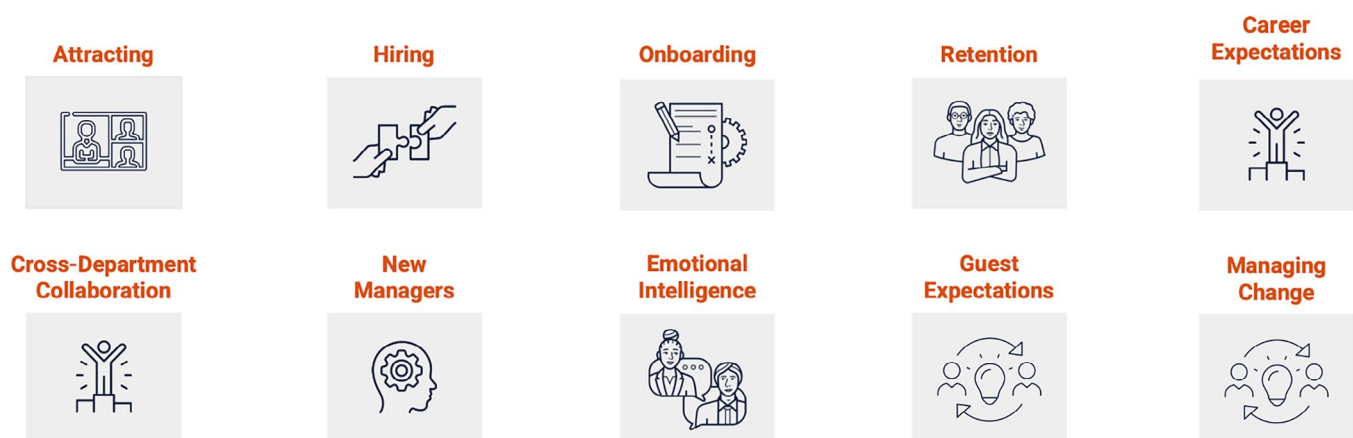 Attracting
Hiring
Onboarding
Retention
Career
Expectations
Cross-Department
Collaboration
New
Managers
Emotional
Intelligence
Guest
Expectations
Managing
Change